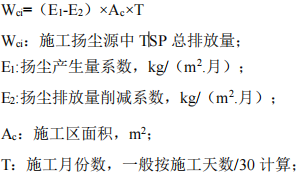 Wci=（E1-E2）×Ac×T
Wci：施工扬尘源中 TSP 总排放量；
E1:扬尘产生量系数，kg/（m2.月）；
E2:扬尘排放量削减系数，kg/（m2.月）；
Ac：施工区面积，m2;
T：施工月份数，一般按施工天数/30 计算；